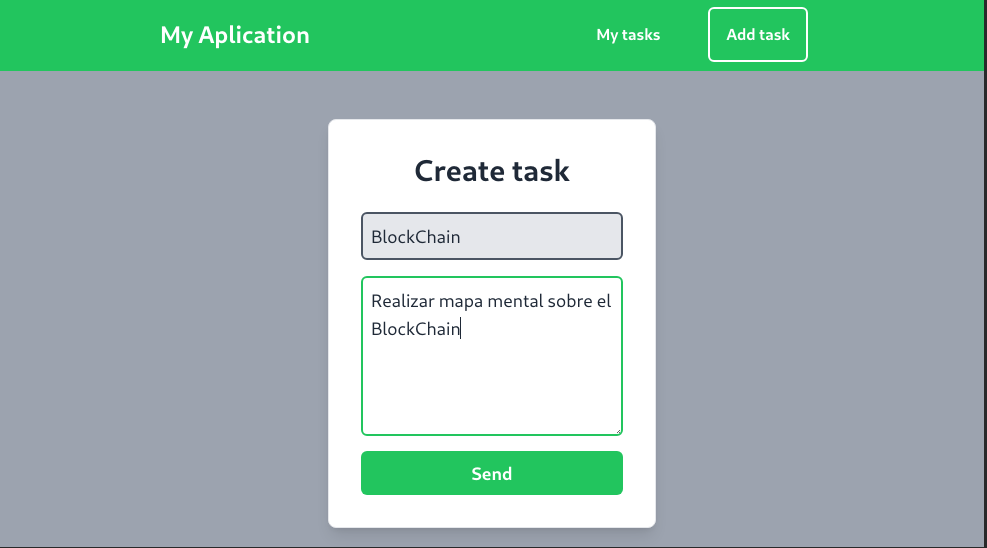 My Aplication
My tasks
Add task
Create task
BlockChain
Realizar mapa mental sobre el
BlockChain
Send